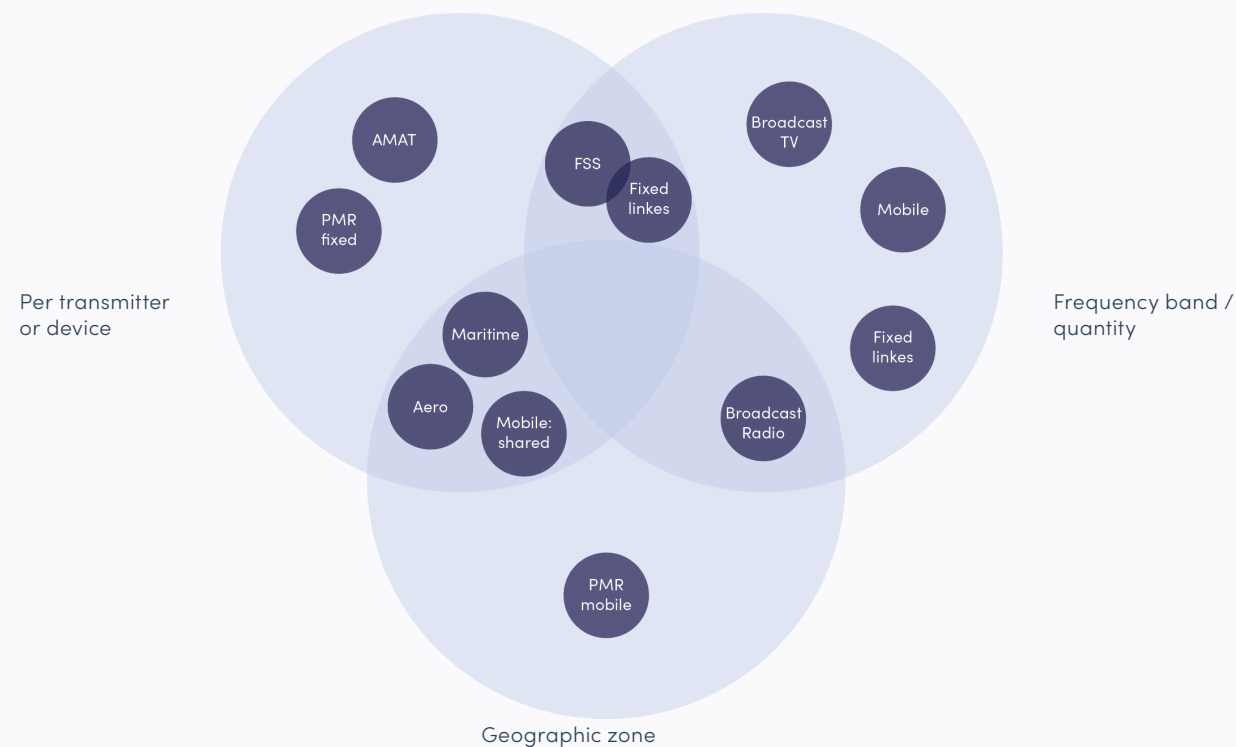 AMAT
PMR
fixed
FSS
Fixed
linkes
Broadcast
TV
Mobile
Per transmitter
or device
Frequency band /
quantity
Maritime
Aero
Mobile:
shared
Fixed
linkes
Broadcast
Radio
PMR
mobile
Geographic zone